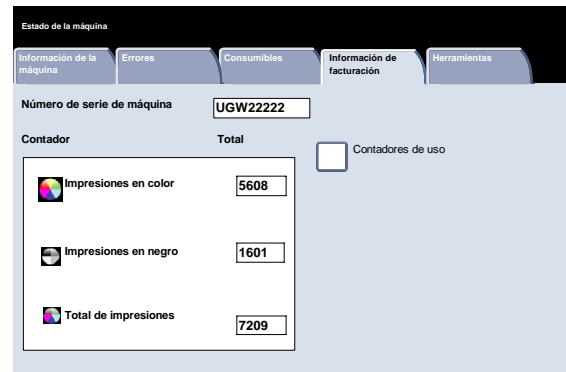 Estado de la máquina
Información de la máquina
Errores
Consumibles
Información de facturación
Herramientas
Número de serie de máquina UGW22222
Contador Total
Contadores de uso
Impresiones en color 5608
Impresiones en negro 1601
Total de impresiones 7209